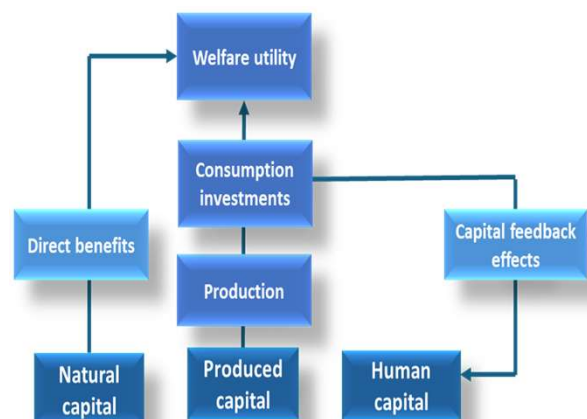 Welfare utility
Consumption
investments
Direct benefits
Capital feedback
effects
Production
Natural
capital
Produced
capital
Human
capital